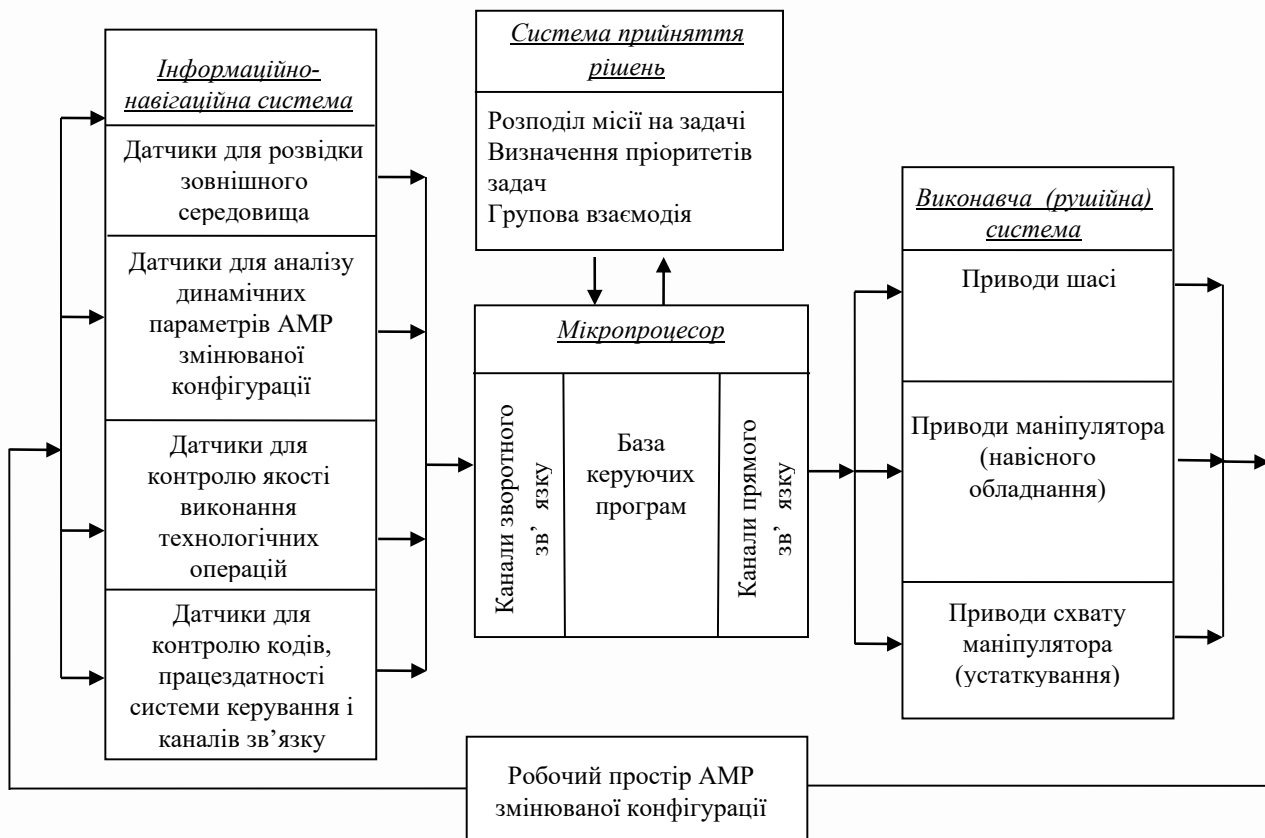 Інформаційно-
навігаційна система
Датчики для розвідки
зовнішного
середовища
Датчики для аналізу
динамічних
параметрів АМР
змінюваної
конфігурації
Датчики для
контролю якості
виконання
технологічних
операцій
Датчики для
контролю кодів,
працездатності
системи керування і
каналів зв’язку
Система прийняття
рішень
Розподіл місії на задачі
Визначення пріоритетів
задач
Групова взаємодія
Мікропроцесор
Канали зворотного
зв’ язку
База
керуючих
програм
Канали прямого
зв’ язку
Виконавча (рушійна)
система
Приводи шасі
Приводи маніпулятора
(навісного
обладнання)
Приводи схвату
маніпулятора
(устаткування)
Робочий простір АМР
змінюваної конфігурації